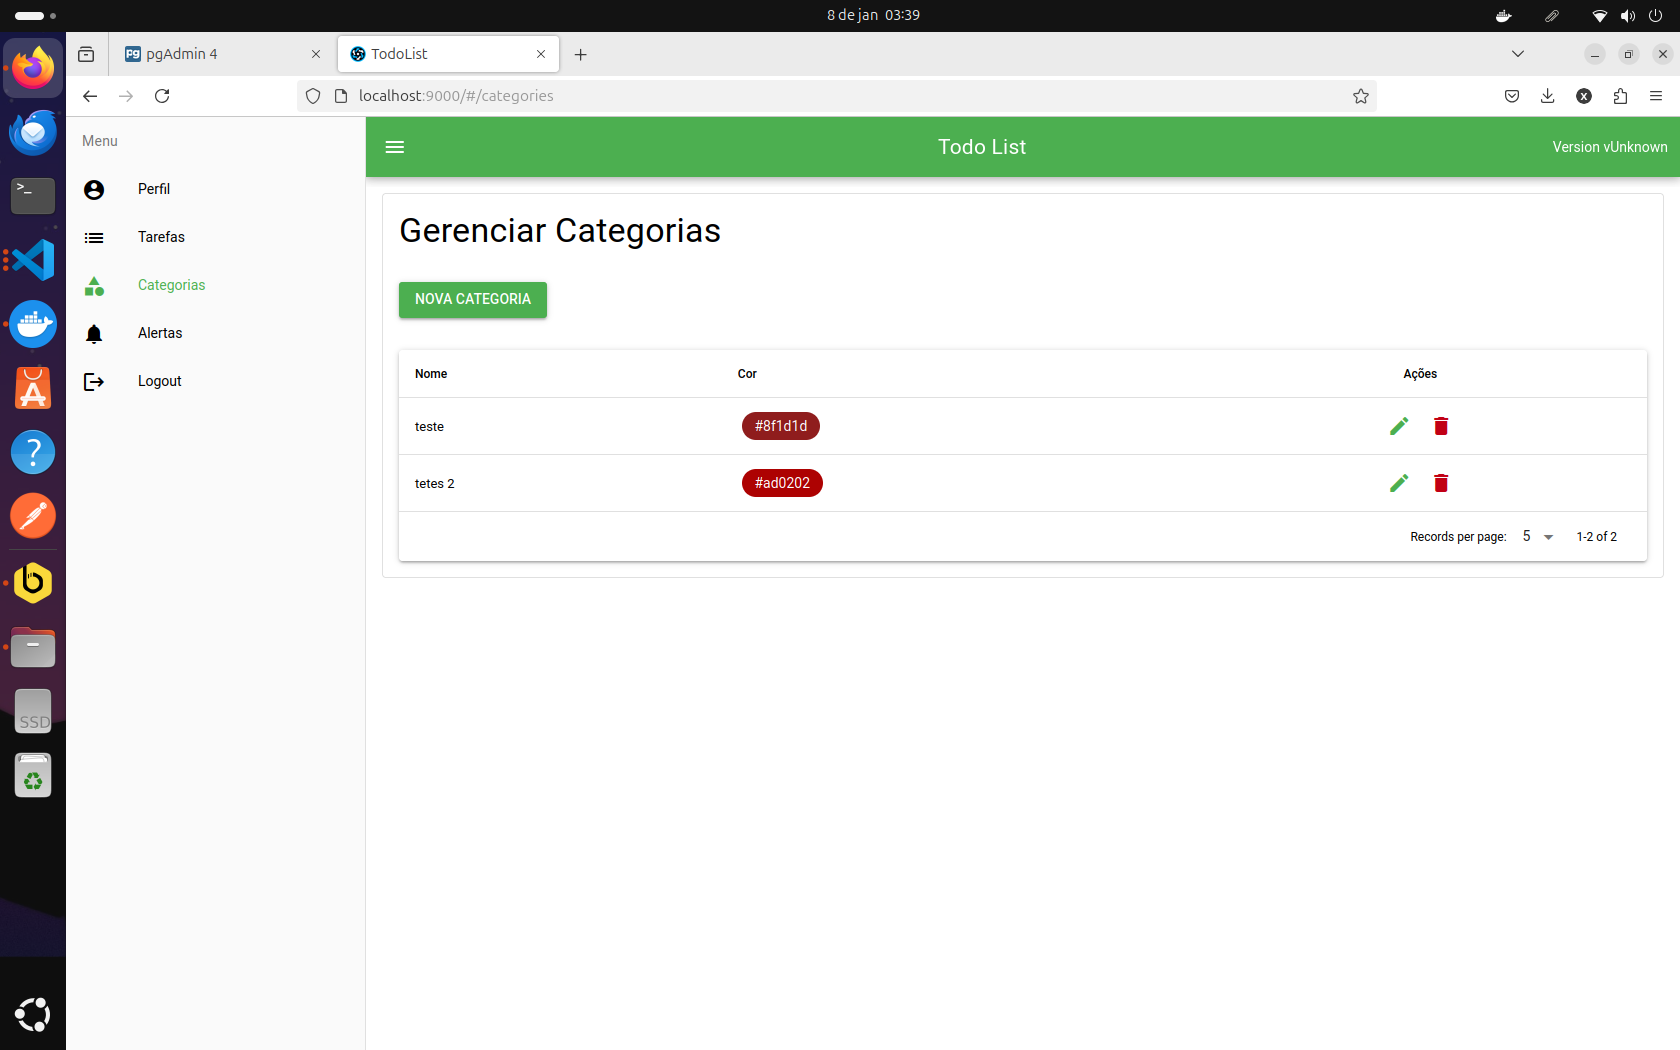 8 de jan 03:39
pgAdmin 4
TodoList
localhost:9000/#/categories
Menu
Perfil
Tarefas
Categorias
Alertas
Logout
Todo List
Version vUnknown
Gerenciar Categorias
NOVA CATEGORIA
Nome Cor Ações
teste #8f1d1d
tetes 2 #ad0202
Records per page: 5 1-2 of 2
SSD